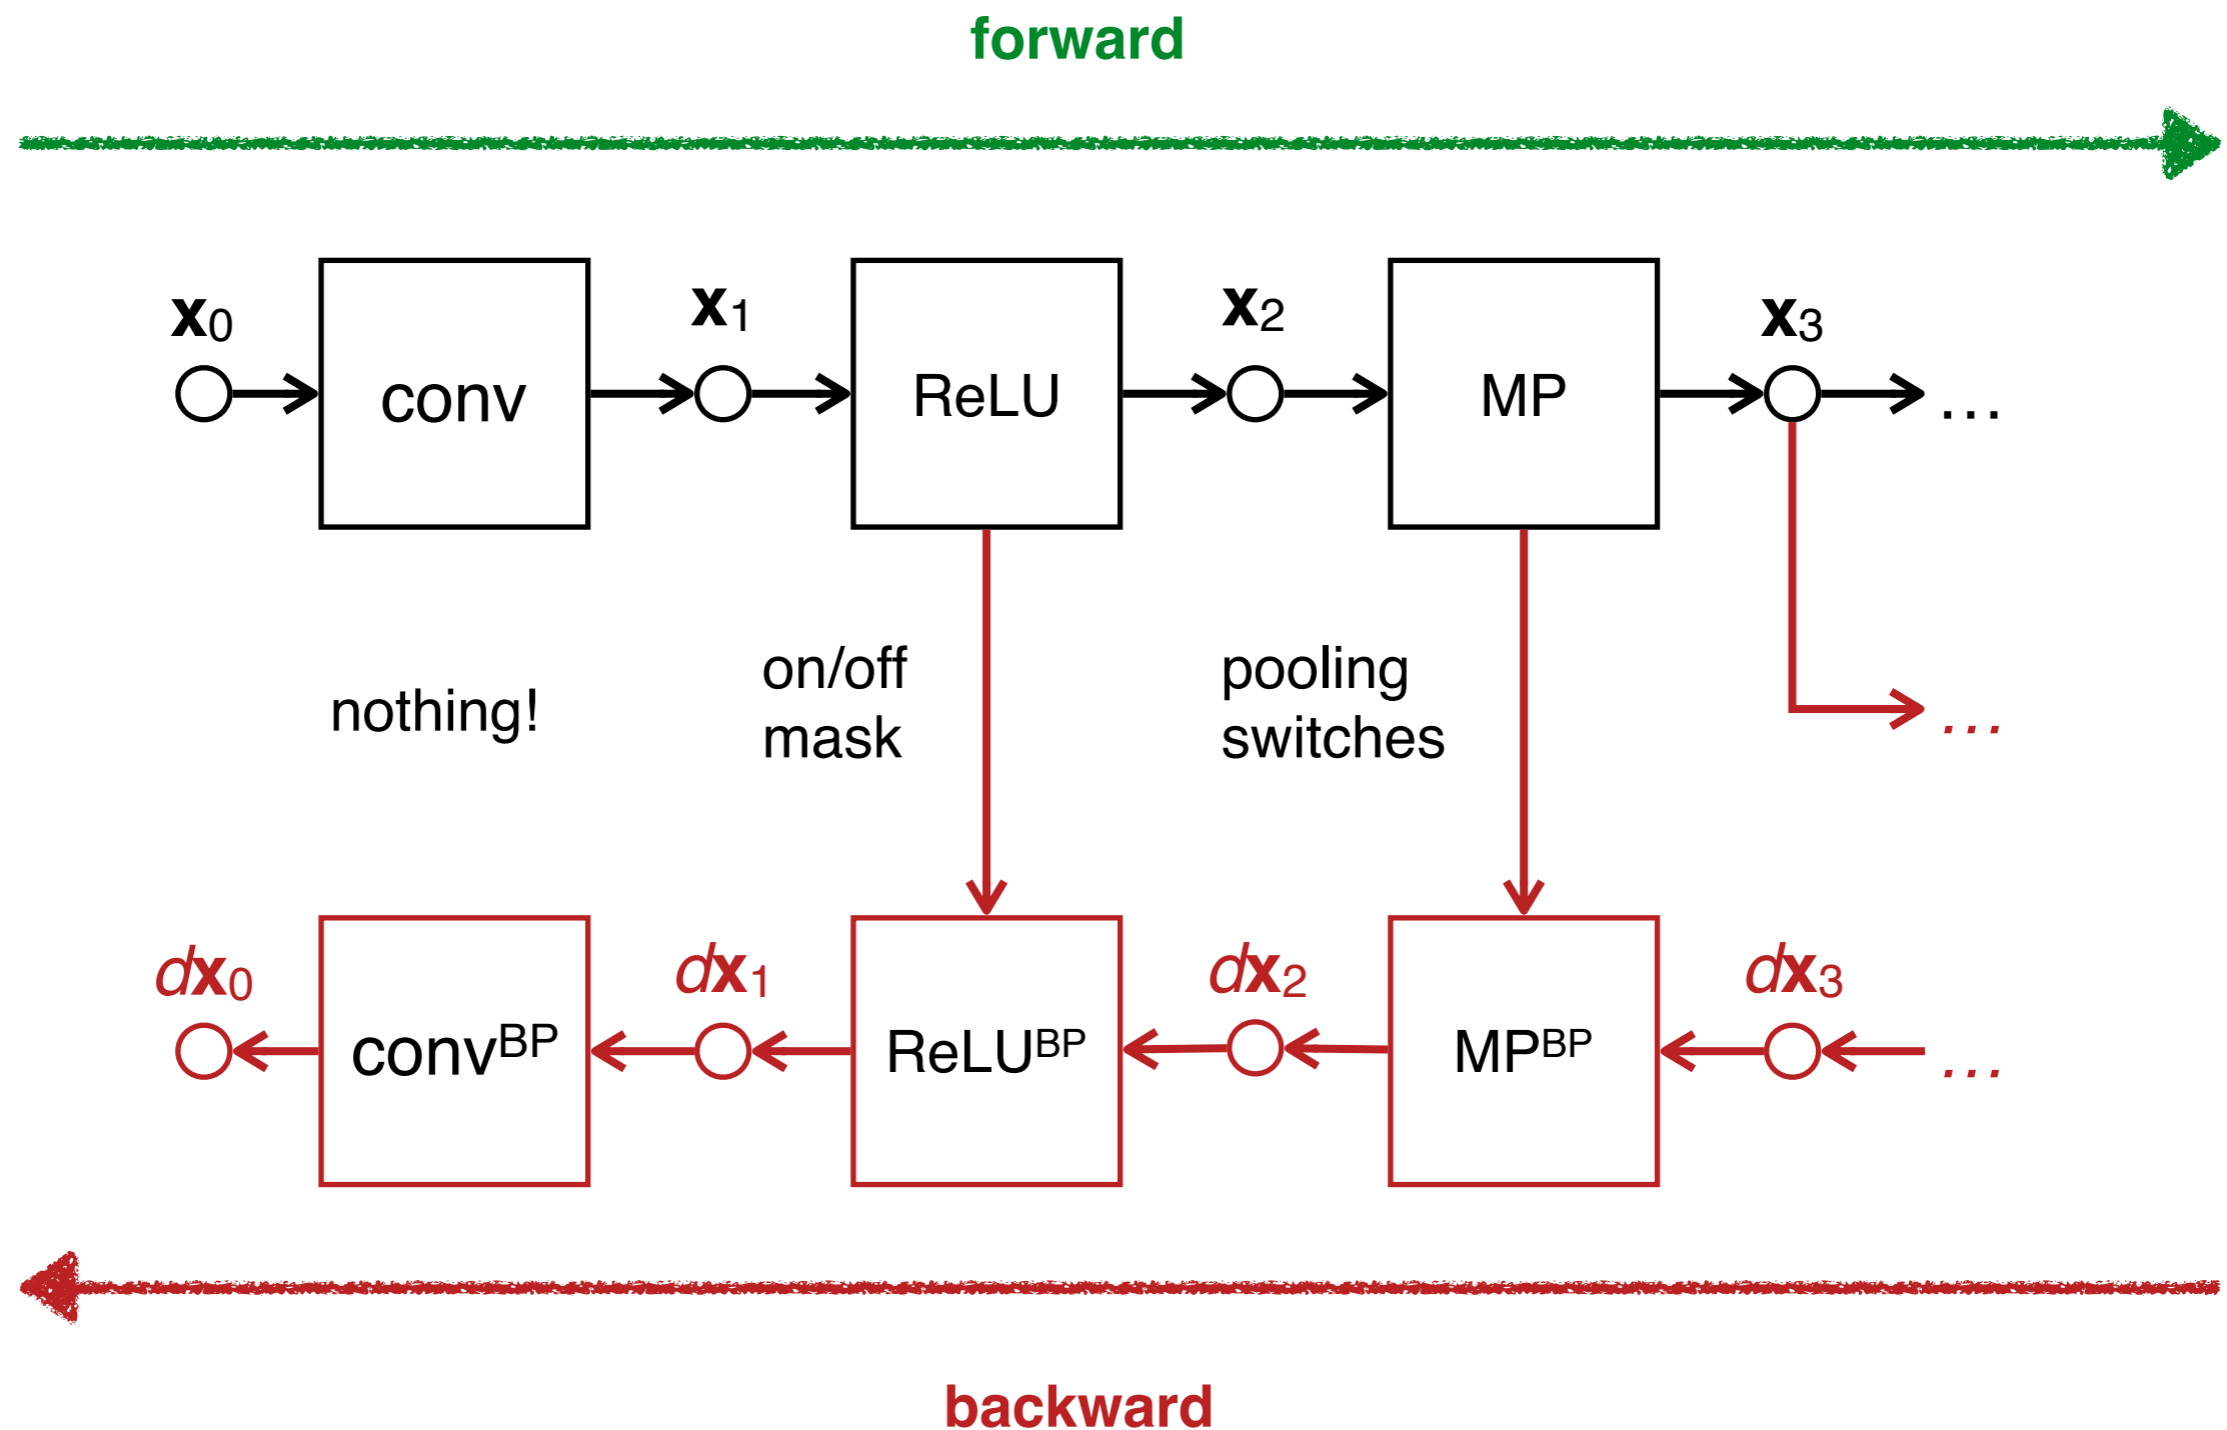 forward
x₀ x₁ x₂ x₃
conv ReLU MP ...
nothing!
on/off
mask
pooling
switches
...
dx₀ dx₁ dx₂ dx₃
convᴮᴾ ReLUᴮᴾ MPᴮᴾ ...
backward